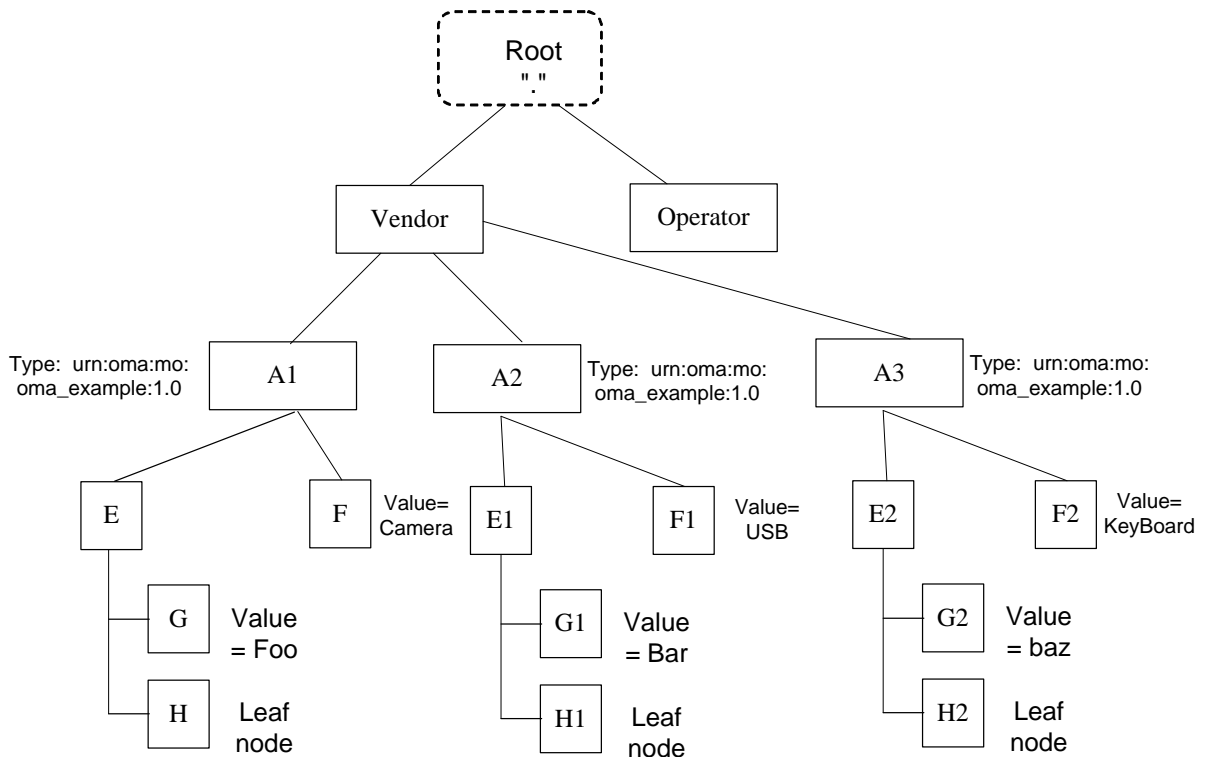 Root
"."
Vendor
Operator
Type: urn:oma:mo:
oma_example:1.0
A1
A2
Type: urn:oma:mo:
oma_example:1.0
A3
Type: urn:oma:mo:
oma_example:1.0
E
F
Value=
Camera
E1
F1
Value=
USB
E2
F2
Value=
KeyBoard
G
Value
= Foo
G1
Value
= Bar
G2
Value
= baz
H
Leaf
node
H1
Leaf
node
H2
Leaf
node